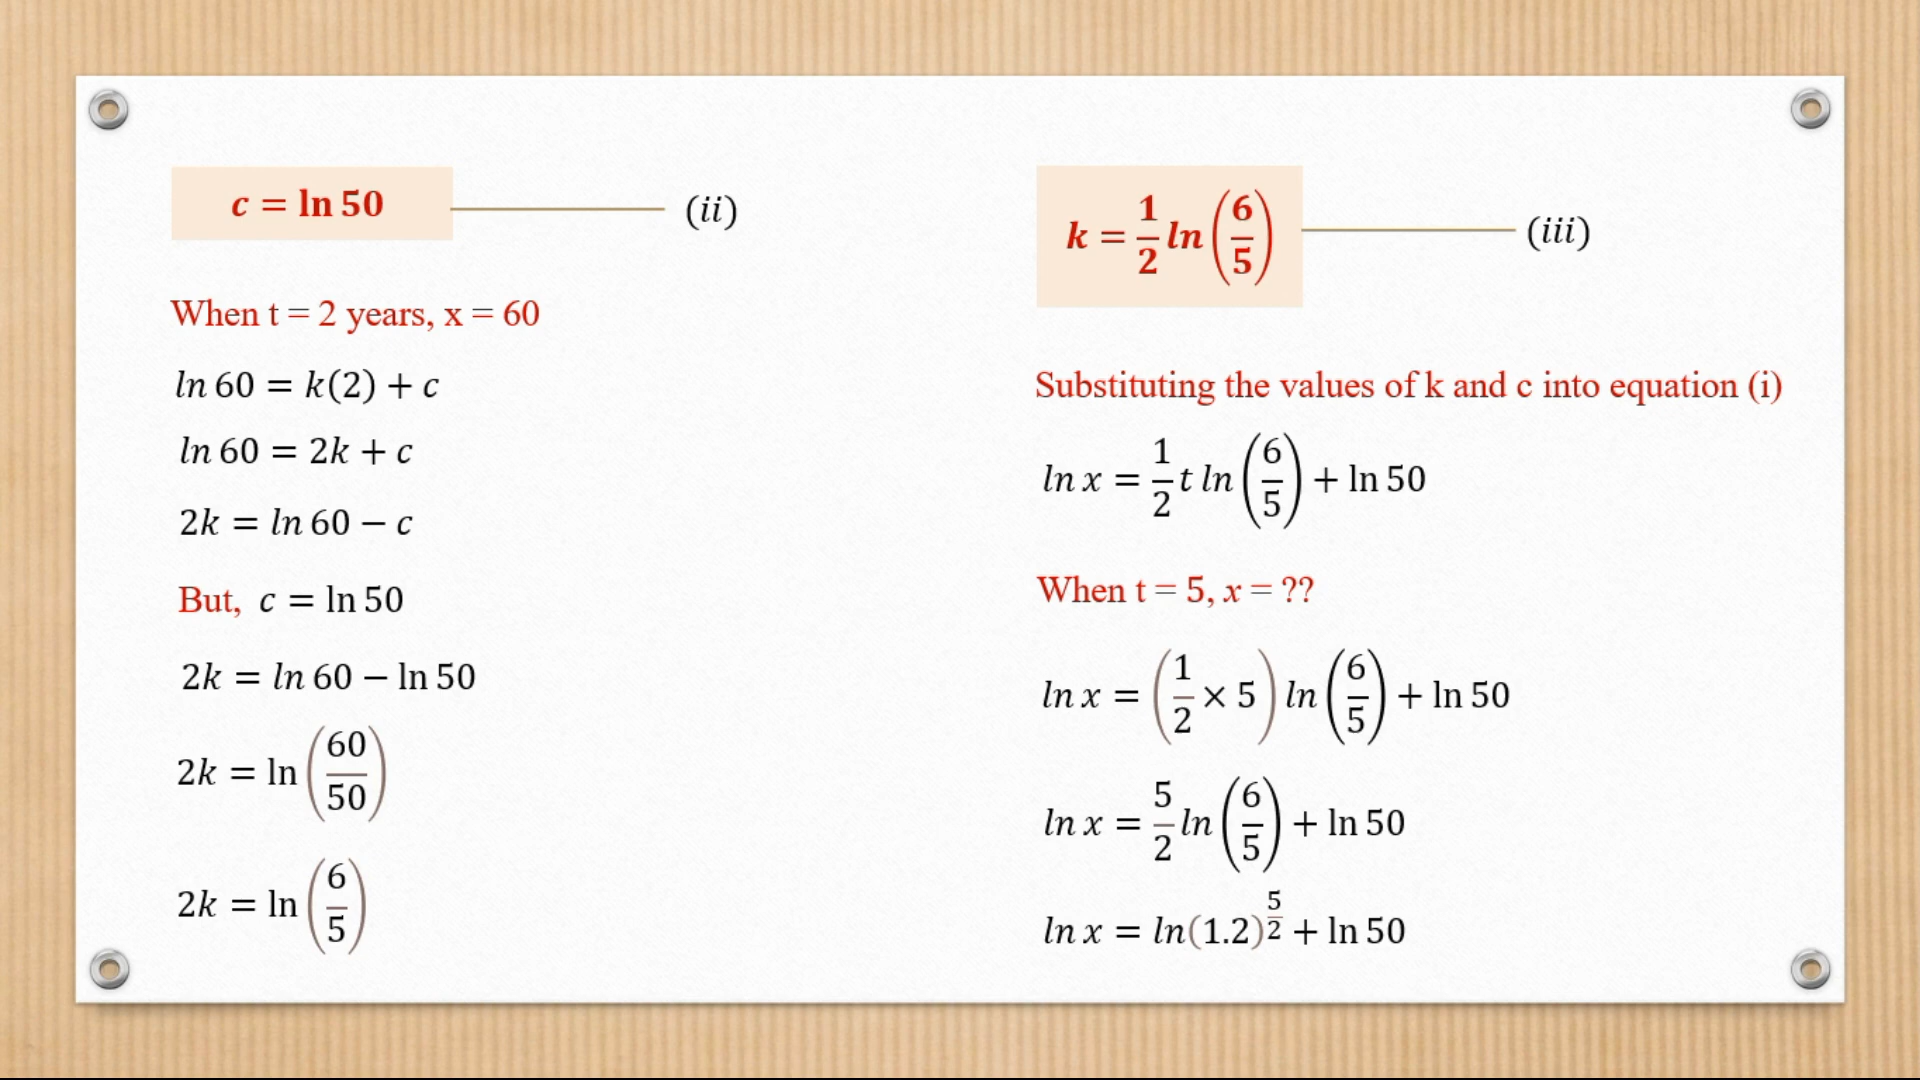 c = ln 50 (ii)
When t = 2 years, x = 60
ln 60 = k(2) + c
ln 60 = 2k + c
2k = ln 60 − c
But, c = ln 50
2k = ln 60 − ln 50
2k = ln (60/50)
2k = ln (6/5)
k = 1/2 ln (6/5) (iii)
Substituting the values of k and c into equation (i)
ln x = 1/2 t ln (6/5) + ln 50
When t = 5, x = ??
ln x = (1/2 × 5) ln (6/5) + ln 50
ln x = 5/2 ln (6/5) + ln 50
ln x = ln(1.2)^(5/2) + ln 50